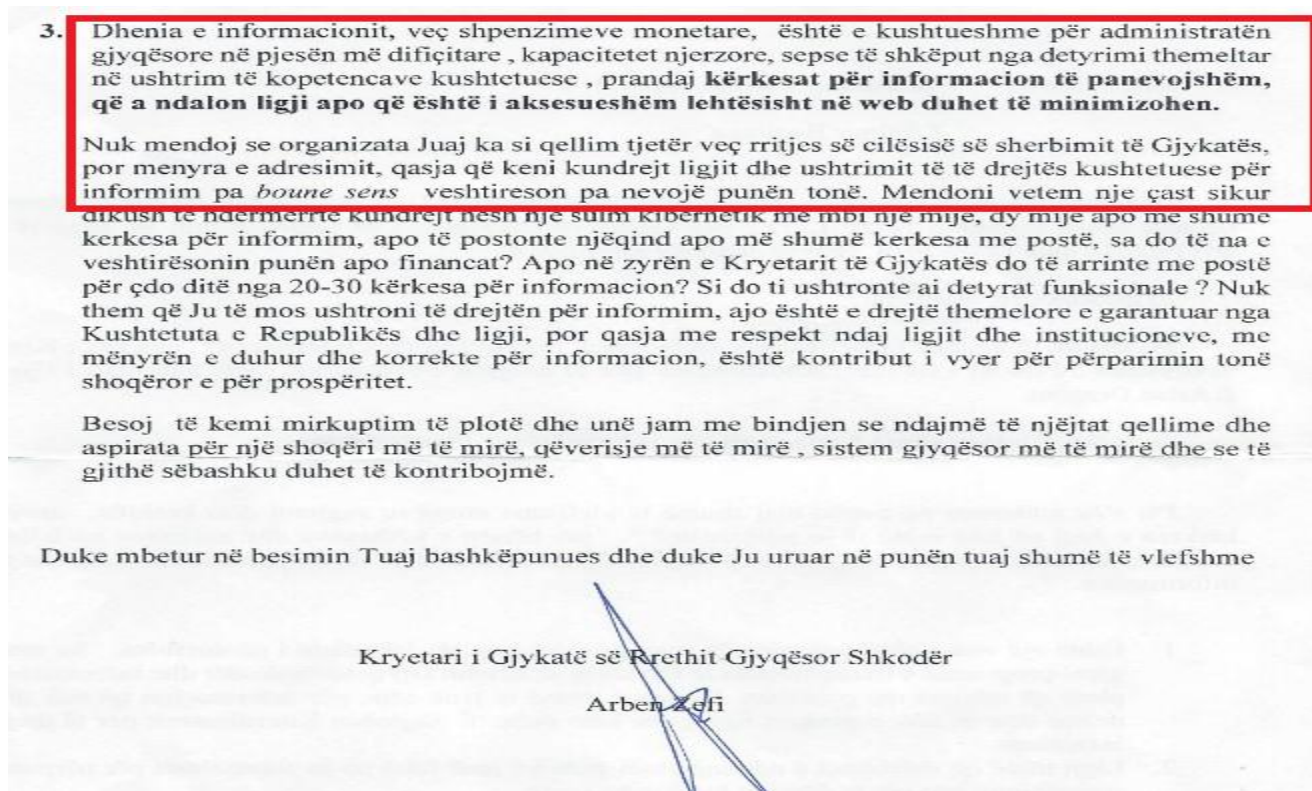 3. Dhenia e informacionit, veç shpenzimeve monetare, është e kushtueshme për administratën
gjyqësore në pjesën më difiçitare , kapacitetet njerzore, sepse të shkëput nga detyrimi themeltar
në ushtrim të kopetencave kushtetuese , prandaj kërkesat për informacion të panevojshëm,
që a ndalon ligji apo që është i aksesueshëm lehtësisht në web duhet të minimizohen.
Nuk mendoj se organizata Juaj ka si qellim tjetër veç rritjes së cilësisë së sherbimit të Gjykatës,
por menyra e adresimit, qasja që keni kundrejt ligjit dhe ushtrimit të të drejtës kushtetuese për
informim pa boune sens veshtireson pa nevojë punën tonë. Mendoni vetem nje çast sikur
dikush të ndermerrte kundrejt nesh një sulm kibernetik me mbi një mijë, dy mijë apo më shumë
kerkesa për informim, apo të postonte njëqind apo më shumë kerkesa me postë, sa do të na e
veshtirësonin punën apo financat? Apo në zyrën e Kryetarit të Gjykatës do të arrinte me postë
për çdo ditë nga 20-30 kërkesa për informacion? Si do ti ushtronte ai detyrat funksionale ? Nuk
them që Ju të mos ushtroni të drejtën për informim, ajo është e drejtë themelore e garantuar nga
Kushtetuta e Republikës dhe ligji, por qasja me respekt ndaj ligjit dhe institucioneve, me
mënyrën e duhur dhe korrekte për informacion, është kontribut i vyer për përparimin tonë
shoqëror e për prospëritet.
Besoj të kemi mirkuptim të plotë dhe unë jam me bindjen se ndajmë të njëjtat qellime dhe
aspirata për një shoqëri më të mirë, qëverisje më të mirë , sistem gjyqësor më të mirë dhe se të
gjithë sëbashku duhet të kontribojmë.
Duke mbetur në besimin Tuaj bashkëpunues dhe duke Ju uruar në punën tuaj shumë të vlefshme
Kryetari i Gjykatë së Rrethit Gjyqësor Shkodër
Arben Zefi